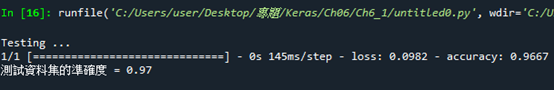 In [16]: runfile('C:/Users/user/Desktop/專題/Keras/Ch06/Ch6_1/untitled0.py', wdir='C:/U
Testing ...
1/1 [==============================] - 0s 145ms/step - loss: 0.0982 - accuracy: 0.9667
測試資料集的準確度 = 0.97